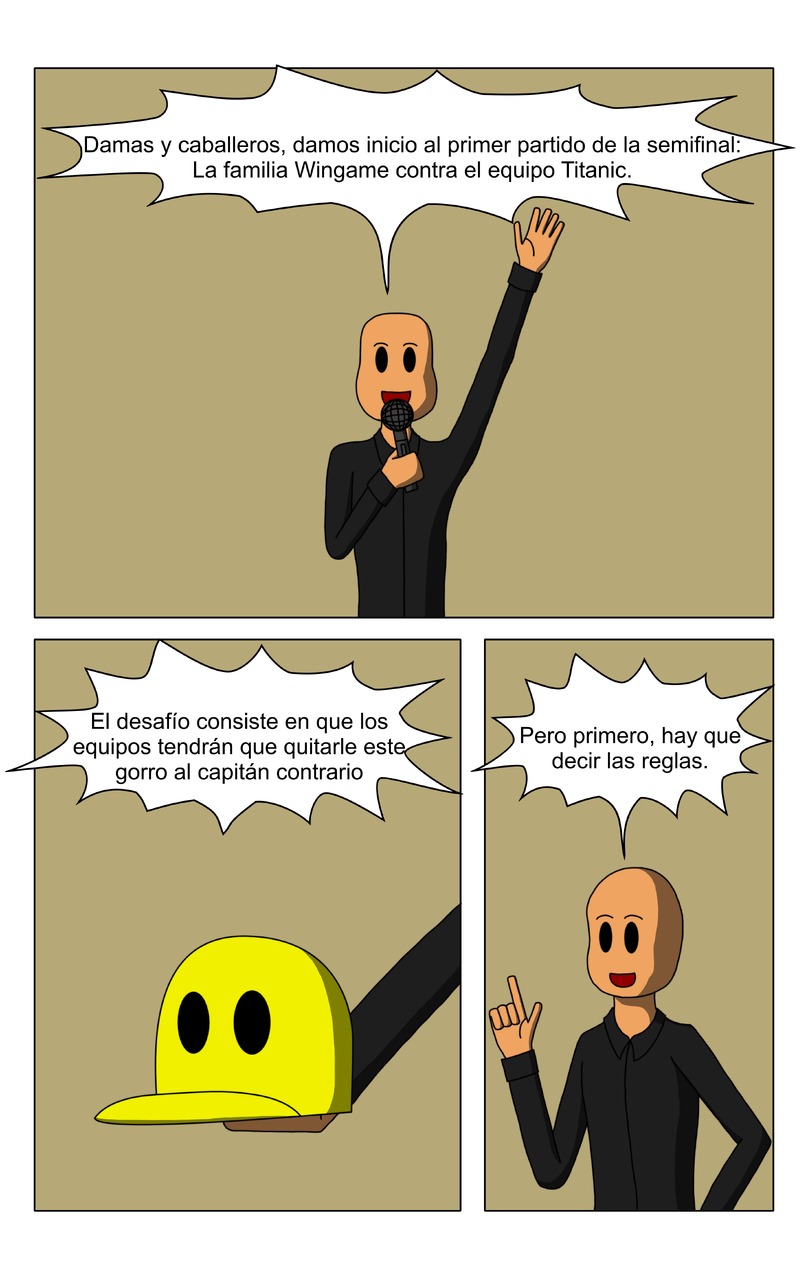 Damas y caballeros, damos inicio al primer partido de la semifinal:
La familia Wingame contra el equipo Titanic.
El desafío consiste en que los
equipos tendrán que quitarle este
gorro al capitán contrario
Pero primero, hay que
decir las reglas.